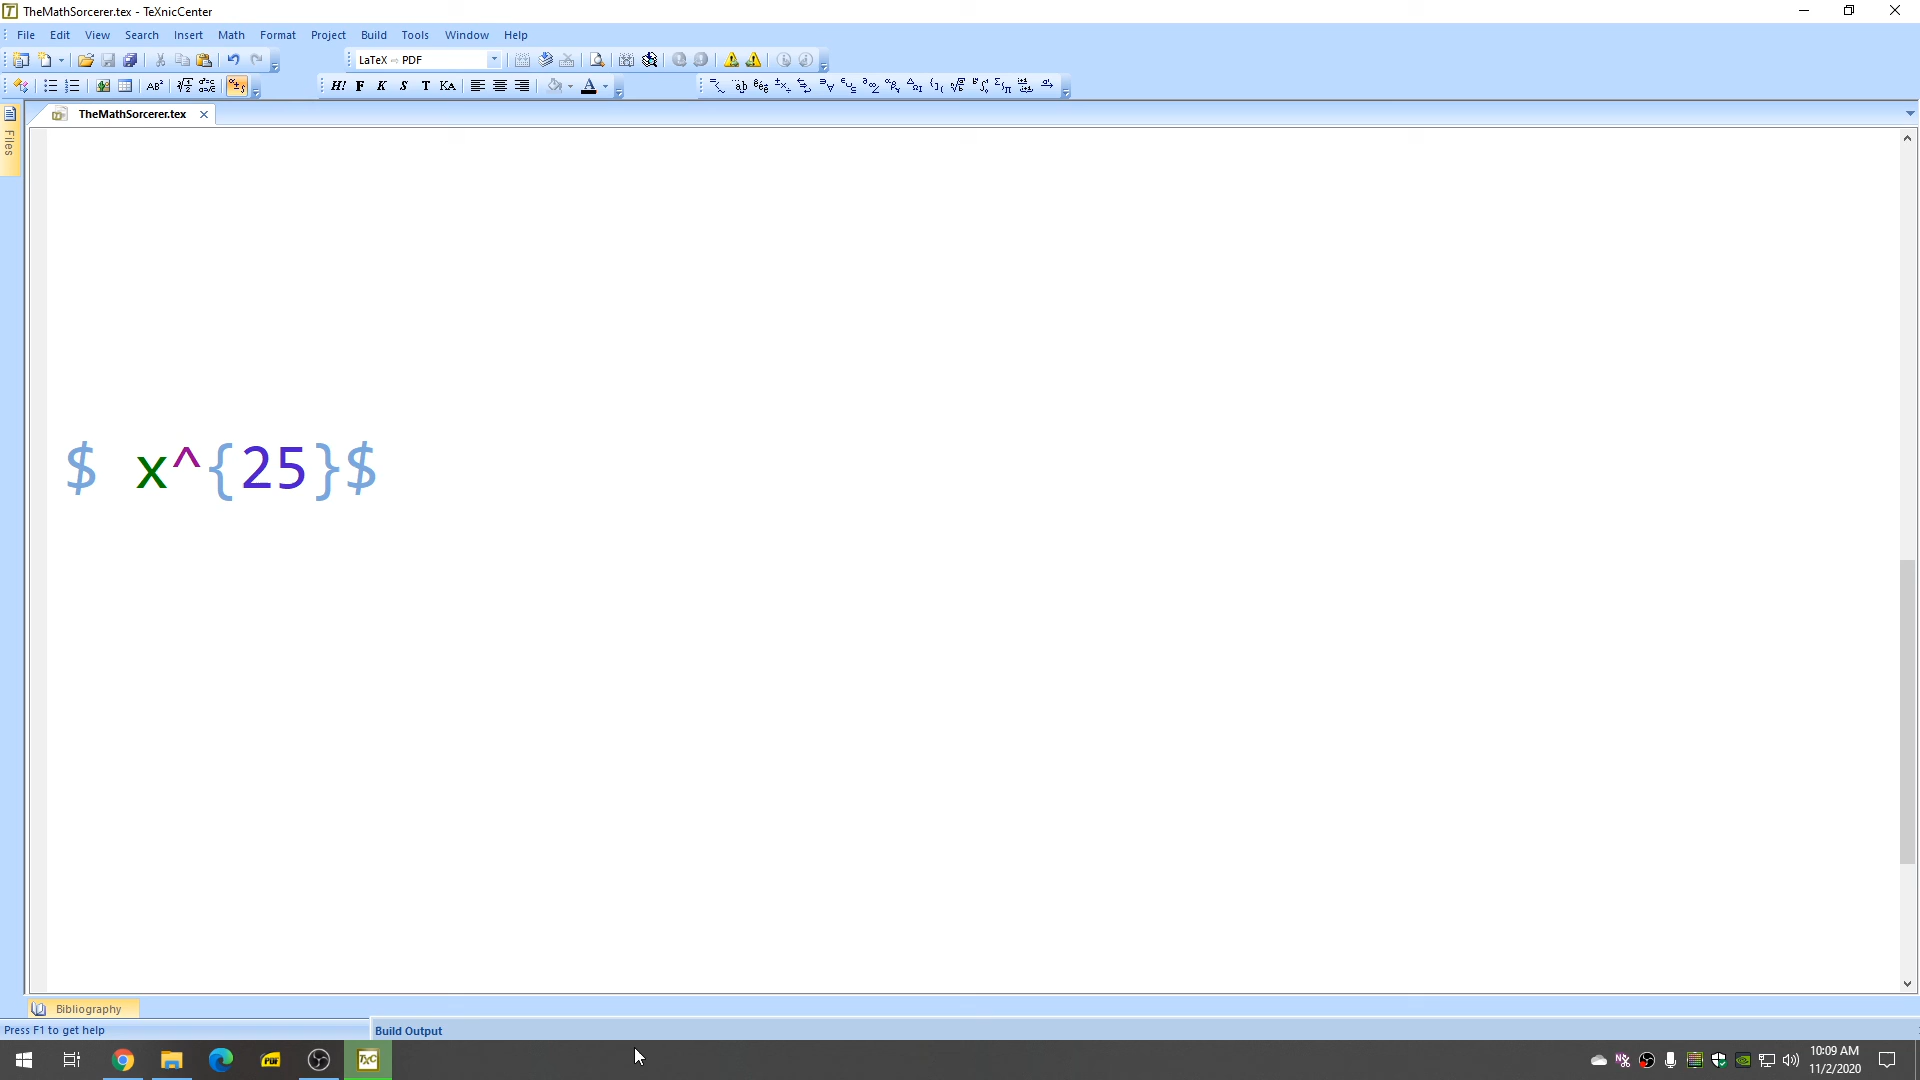 TheMathSorcerer.tex - TeXnicCenter
File Edit View Search Insert Math Format Project Build Tools Window Help
LaTeX ⇨ PDF
TheMathSorcerer.tex
Files
$ x^{25}$
Bibliography
Press F1 to get help
Build Output
10:09 AM
11/2/2020